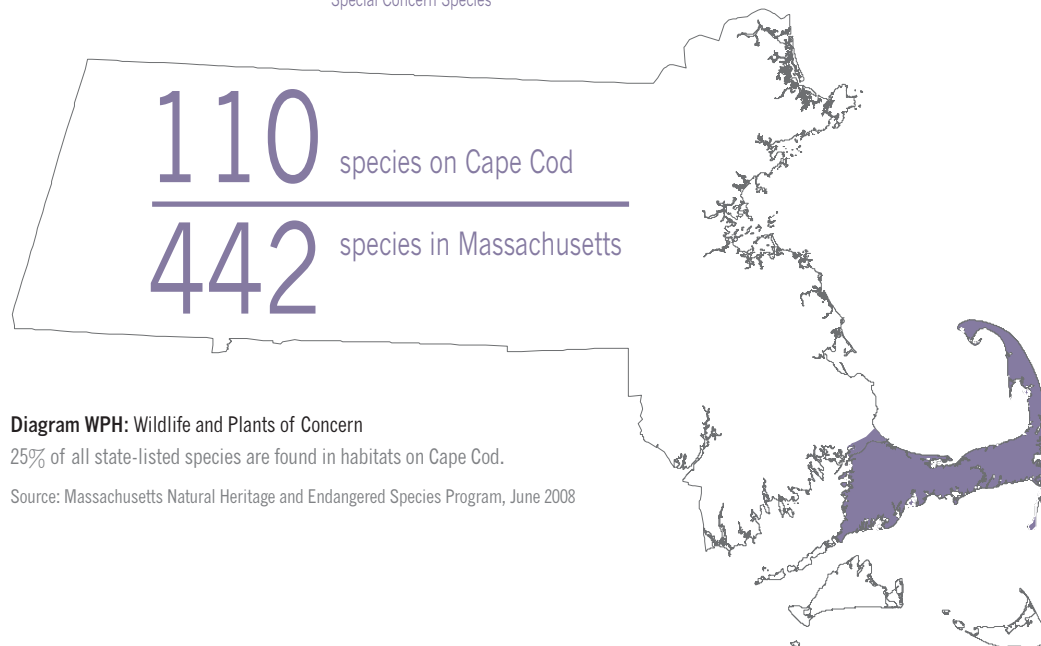 Special Concern Species
110 species on Cape Cod
442 species in Massachusetts
Diagram WPH: Wildlife and Plants of Concern
25% of all state-listed species are found in habitats on Cape Cod.
Source: Massachusetts Natural Heritage and Endangered Species Program, June 2008